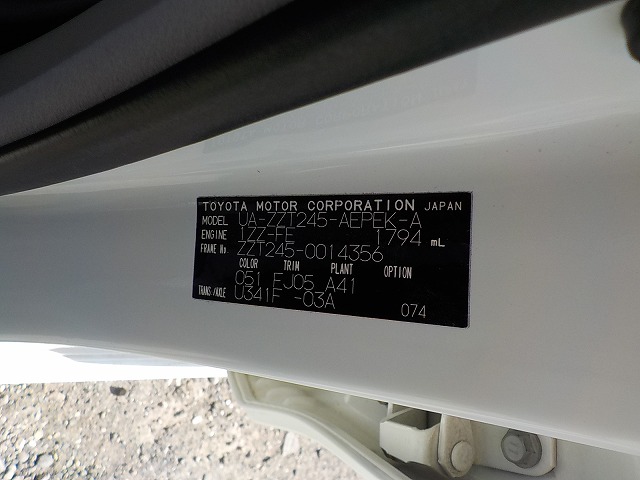 TOYOTA MOTOR CORPORATION JAPAN
MODEL UA-ZZT245-AEPEK-A
ENGINE 1ZZ-FE 1794 mL
FRAME No. ZZT245-0014356
COLOR TRIM PLANT OPTION
051 EJ05 A41
TRANS/AXLE U341F -03A
074